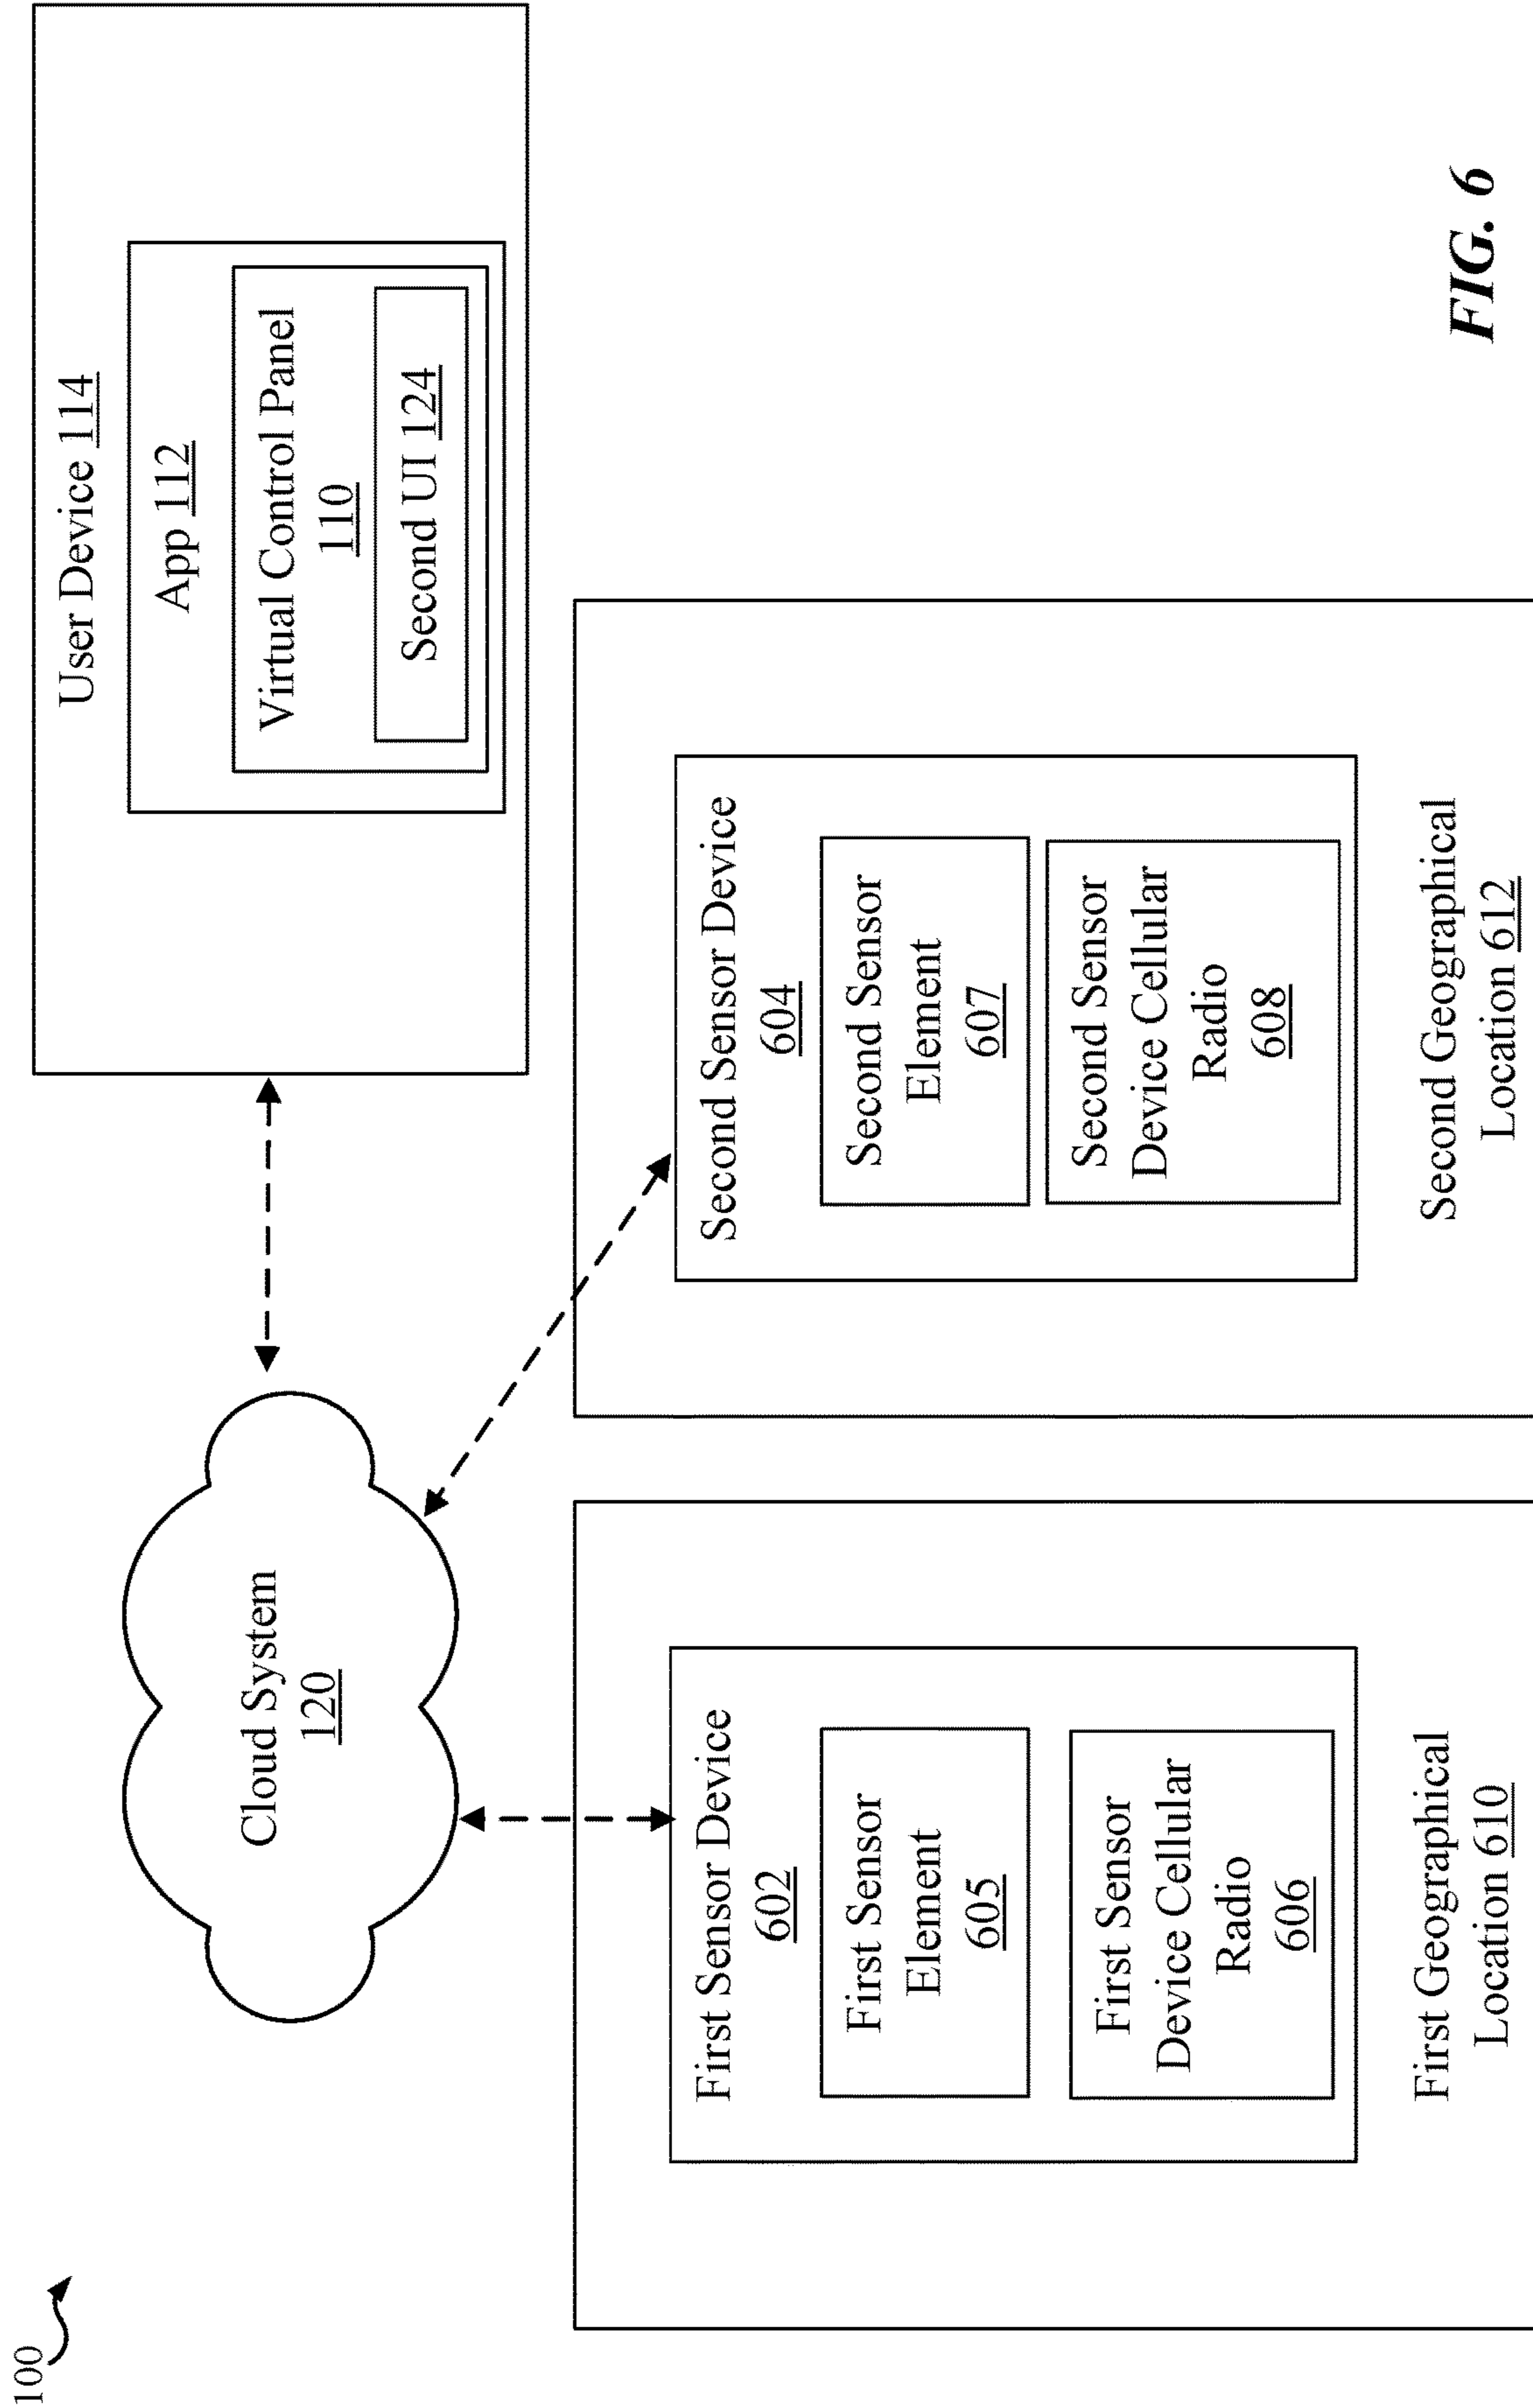 100
Cloud System
120
User Device 114
App 112
Virtual Control Panel
110
Second UI 124
First Sensor Device
602
First Sensor
Element
605
First Sensor
Device Cellular
Radio
606
First Geographical
Location 610
Second Sensor Device
604
Second Sensor
Element
607
Second Sensor
Device Cellular
Radio
608
Second Geographical
Location 612
FIG. 6